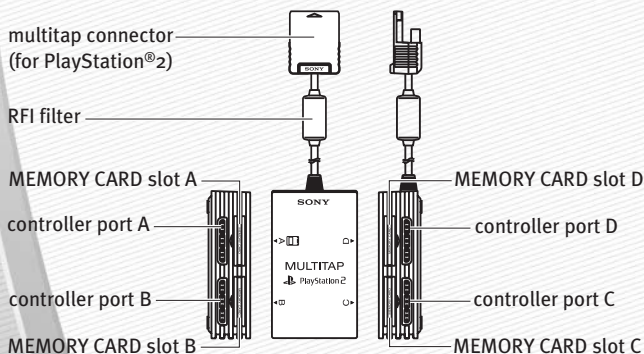 multitap connector
(for PlayStation®2)
SONY
RFI filter
MEMORY CARD slot A
MEMORY CARD slot D
controller port A
controller port D
SONY
A
D
MULTITAP
PlayStation 2
B
C
controller port B
controller port C
MEMORY CARD slot B
MEMORY CARD slot C